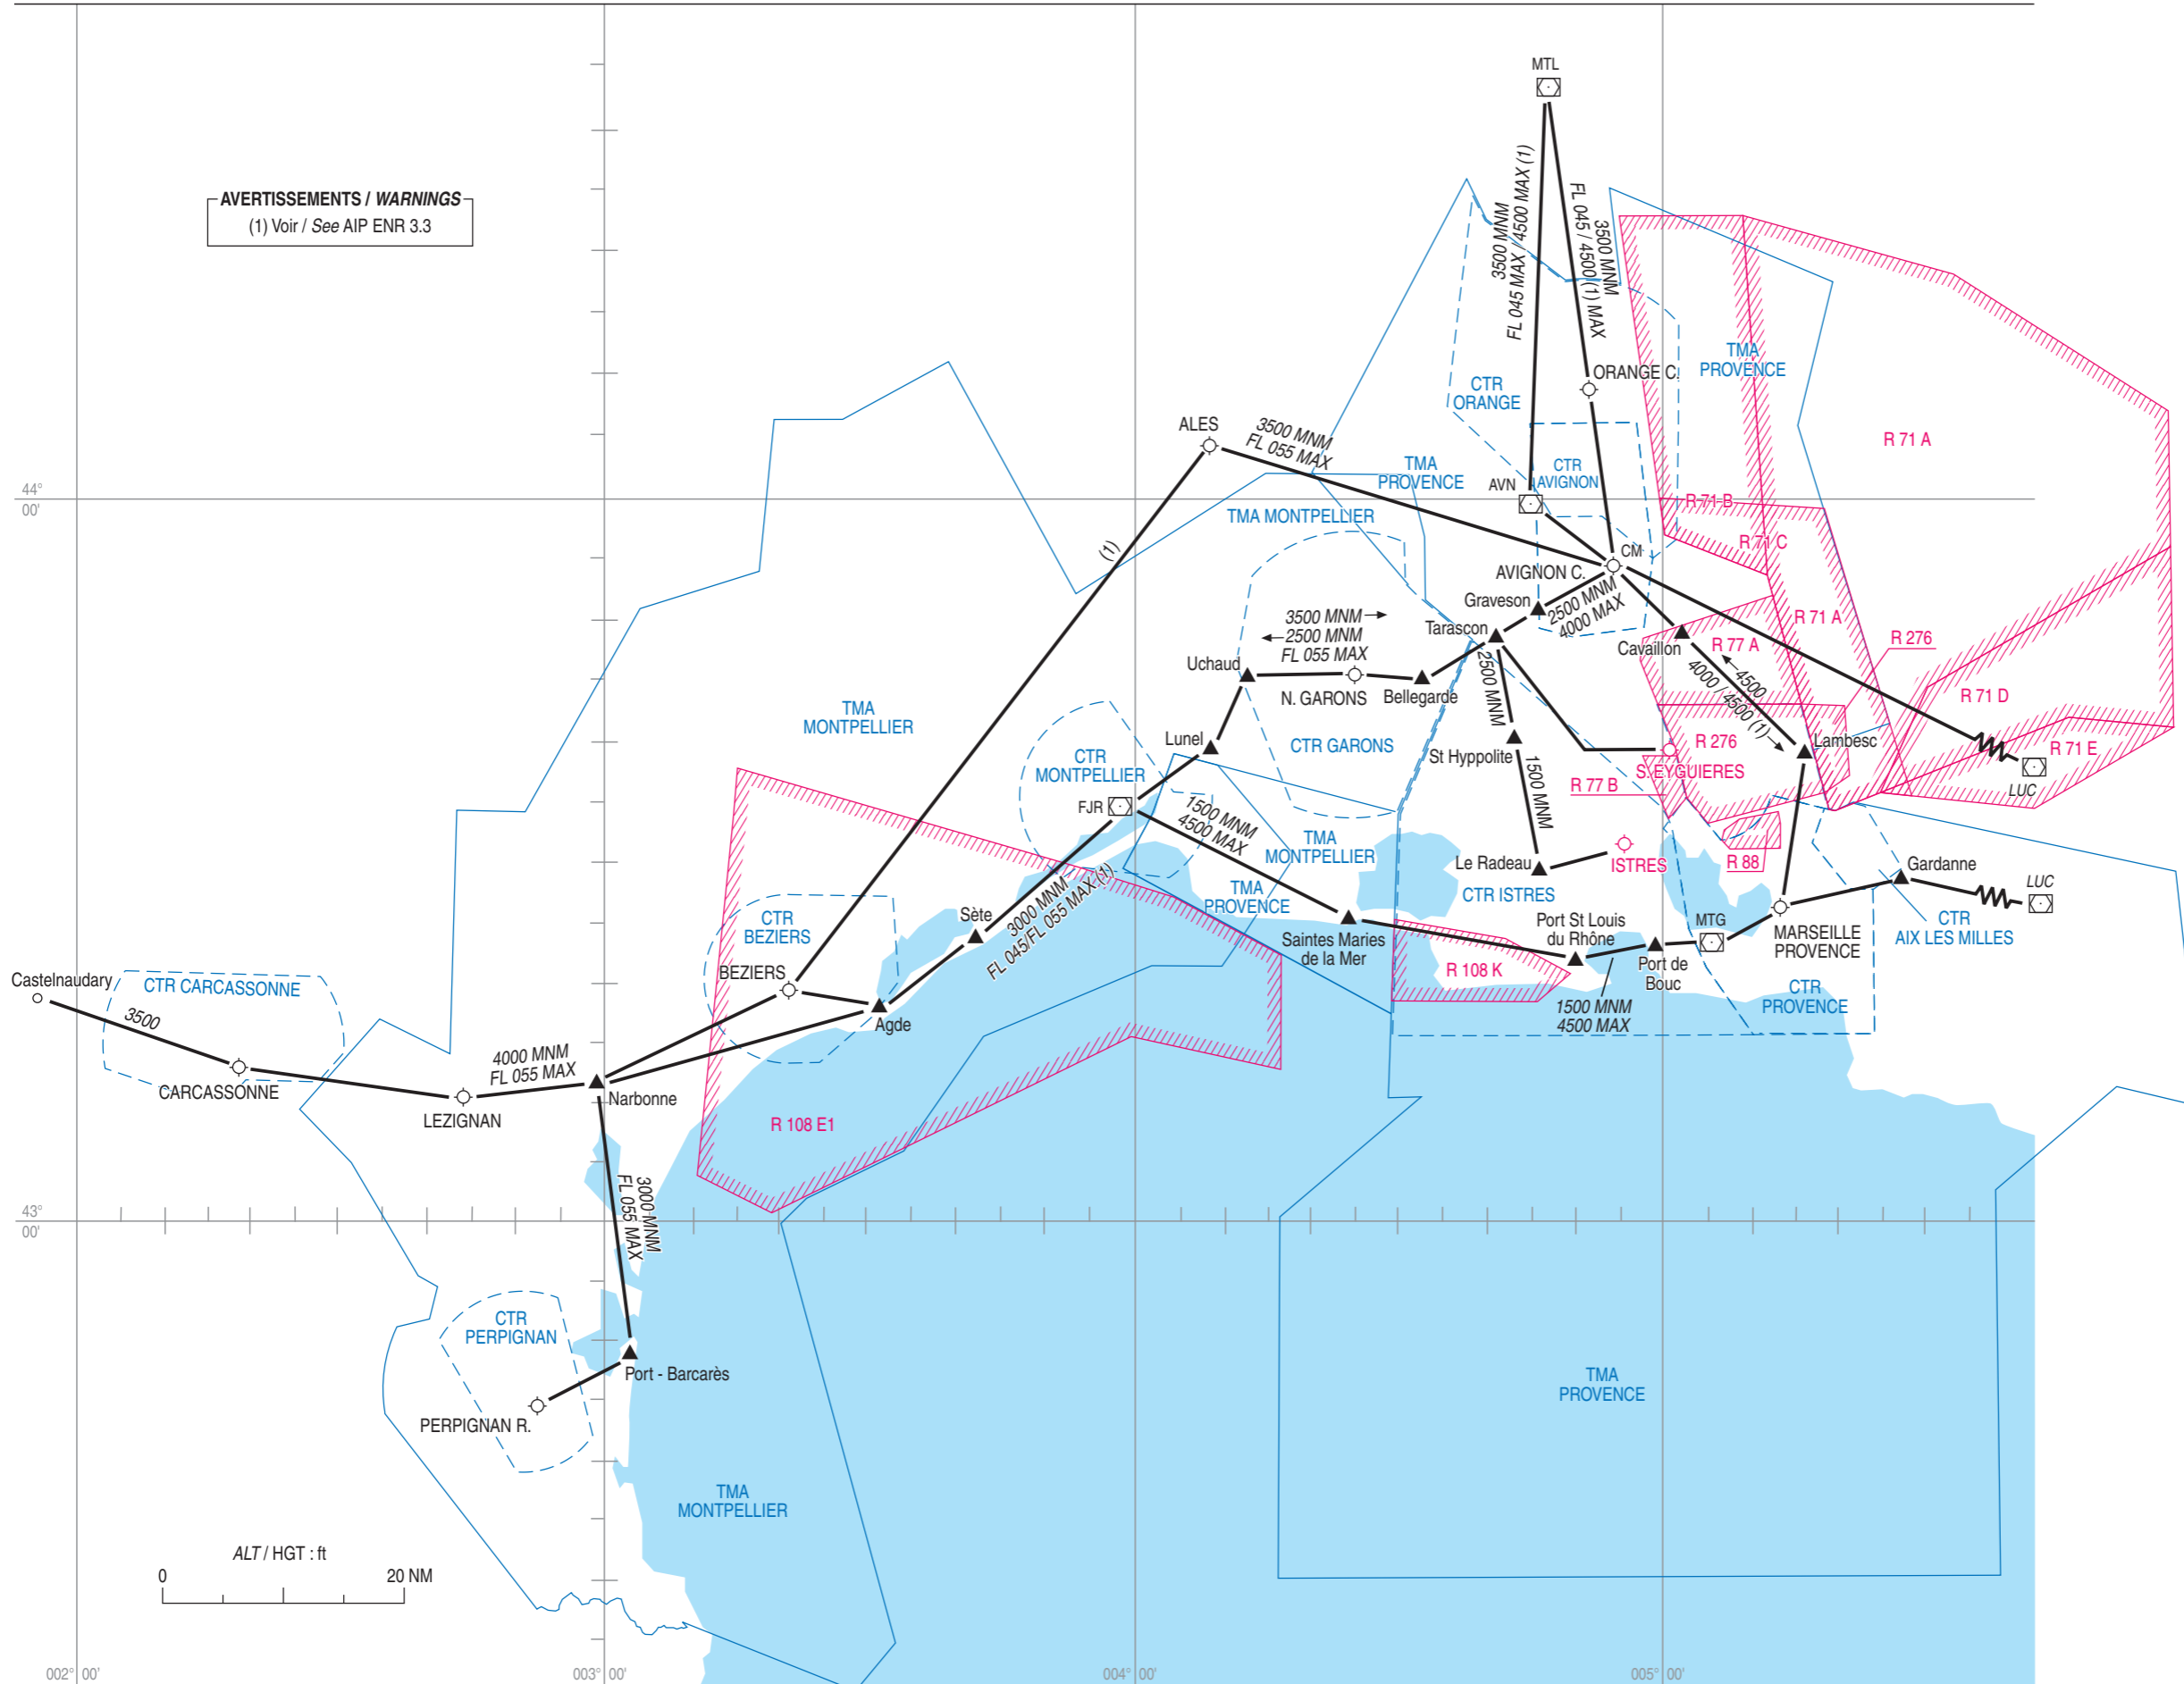 MTL
AVERTISSEMENTS / WARNINGS
(1) Voir / See AIP ENR 3.3
3500 MNM
FL 045 MAX / 4500 MAX (1)
3500 MNM
FL 045 / 4500 (1) MAX
TMA
PROVENCE
ORANGE C.
CTR
ORANGE
ALES
3500 MNM
FL 055 MAX
R 71 A
TMA
PROVENCE
CTR
AVIGNON
AVN
44°
00'
R 71 B
TMA MONTPELLIER
R 71 C
(1)
CM
AVIGNON C.
Graveson
2500 MNM
4000 MAX
3500 MNM
2500 MNM
FL 055 MAX
Tarascon
R 71 A
R 276
Cavaillon
R 77 A
Uchaud
N. GARONS
Bellegarde
2500 MNM
4500
4000 / 4500 (1)
R 71 D
TMA
MONTPELLIER
Lunel
CTR GARONS
St Hyppolite
R 276
Lambesc
R 71 E
CTR
MONTPELLIER
S. EYGUIERES
R 77 B
LUC
FJR
1500 MNM
4500 MAX
1500 MNM
TMA
MONTPELLIER
Le Radeau
ISTRES
R 88
Gardanne
LUC
3000 MNM
FL 045/FL 055 MAX (1)
TMA
PROVENCE
CTR ISTRES
Sète
CTR
BEZIERS
Saintes Maries
de la Mer
Port St Louis
du Rhône
MTG
MARSEILLE
PROVENCE
CTR
AIX LES MILLES
BEZIERS
R 108 K
Port de
Bouc
Castelnaudary
CTR CARCASSONNE
CTR
PROVENCE
3500
Agde
1500 MNM
4500 MAX
4000 MNM
FL 055 MAX
CARCASSONNE
LEZIGNAN
Narbonne
R 108 E1
3000 MNM
FL 055 MAX
43°
00'
CTR
PERPIGNAN
Port - Barcarès
PERPIGNAN R.
TMA
PROVENCE
TMA
MONTPELLIER
ALT / HGT : ft
0 20 NM
002° 00' 003° 00' 004° 00' 005° 00'